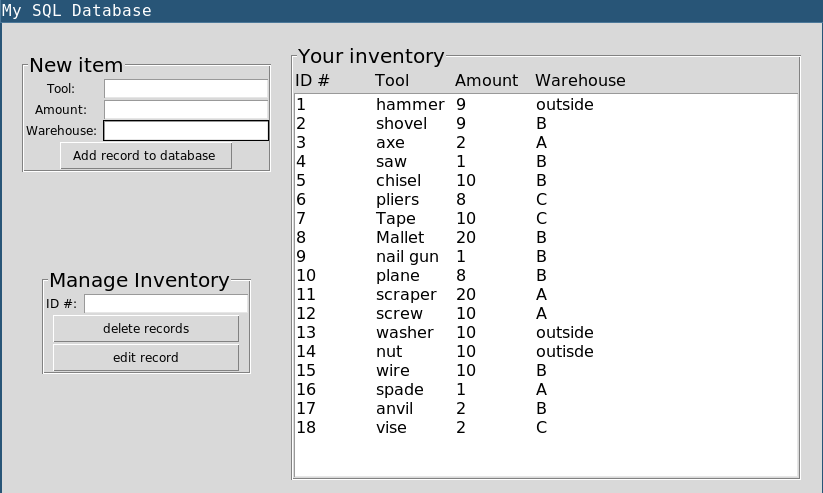 My SQL Database
New item
Tool:
Amount:
Warehouse:
Add record to database
Manage Inventory
ID #:
delete records
edit record
Your inventory
ID # Tool Amount Warehouse
1 hammer 9 outside
2 shovel 9 B
3 axe 2 A
4 saw 1 B
5 chisel 10 B
6 pliers 8 C
7 Tape 10 C
8 Mallet 20 B
9 nail gun 1 B
10 plane 8 B
11 scraper 20 A
12 screw 10 A
13 washer 10 outside
14 nut 10 outisde
15 wire 10 B
16 spade 1 A
17 anvil 2 B
18 vise 2 C